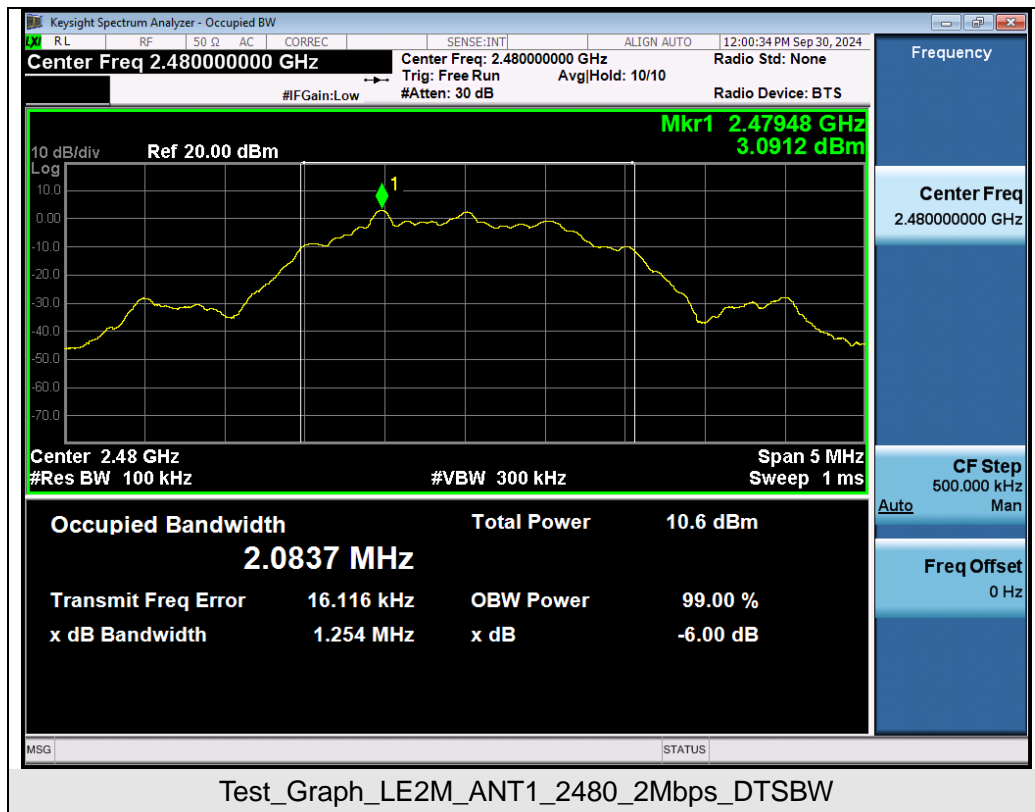 Keysight Spectrum Analyzer - Occupied BW
LXI RL RF 50 Ω AC CORREC SENSE:INT ALIGN AUTO 12:00:34 PM Sep 30, 2024
Center Freq 2.480000000 GHz
Center Freq: 2.480000000 GHz
Radio Std: None
Trig: Free Run Avg|Hold: 10/10
#IFGain:Low
#Atten: 30 dB
Radio Device: BTS
Frequency
Mkr1 2.47948 GHz
3.0912 dBm
10 dB/div Ref 20.00 dBm
Log
1
10.0
0.00
-10.0
-20.0
-30.0
-40.0
-50.0
-60.0
-70.0
Center 2.48 GHz Span 5 MHz
#Res BW 100 kHz #VBW 300 kHz Sweep 1 ms
Center Freq
2.480000000 GHz
CF Step
500.000 kHz
Auto Man
Freq Offset
0 Hz
Occupied Bandwidth Total Power 10.6 dBm
2.0837 MHz
Transmit Freq Error 16.116 kHz OBW Power 99.00 %
x dB Bandwidth 1.254 MHz x dB -6.00 dB
MSG STATUS
Test_Graph_LE2M_ANT1_2480_2Mbps_DTSBW